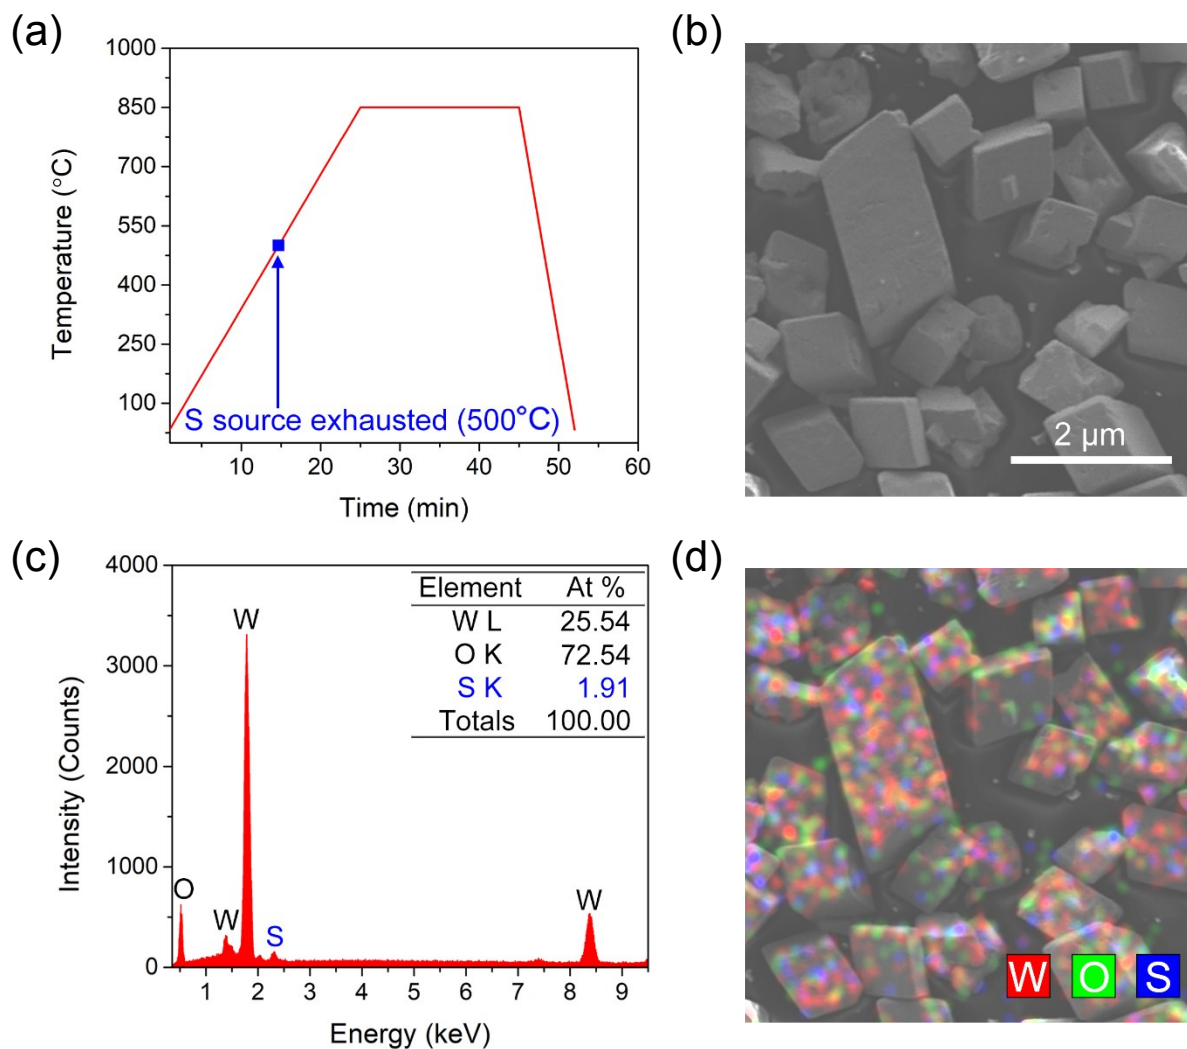 (a)
1000
850
700
550
400
250
100
Temperature (°C)
S source exhausted (500°C)
10 20 30 40 50 60
Time (min)
(b)
2 μm
(c)
4000
3000
2000
1000
0
Intensity (Counts)
Element At %
W L 25.54
O K 72.54
S K 1.91
Totals 100.00
W
O
W
S
W
1 2 3 4 5 6 7 8 9
Energy (keV)
(d)
W O S